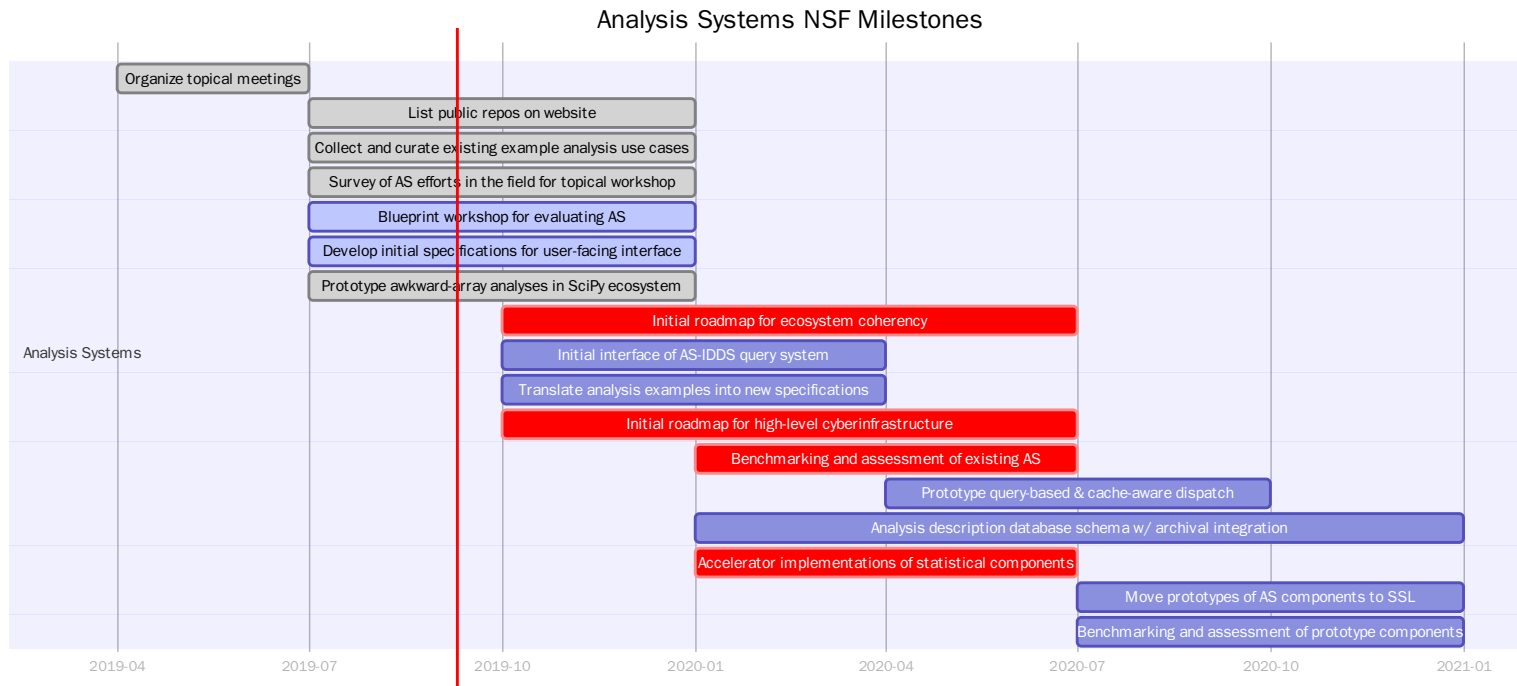 Analysis Systems NSF Milestones
Organize topical meetings
List public repos on website
Collect and curate existing example analysis use cases
Survey of AS efforts in the field for topical workshop
Blueprint workshop for evaluating AS
Develop initial specifications for user-facing interface
Prototype awkward-array analyses in SciPy ecosystem
Initial roadmap for ecosystem coherency
Analysis Systems
Initial interface of AS-IDDS query system
Translate analysis examples into new specifications
Initial roadmap for high-level cyberinfrastructure
Benchmarking and assessment of existing AS
Prototype query-based & cache-aware dispatch
Analysis description database schema w/ archival integration
Accelerator implementations of statistical components
Move prototypes of AS components to SSL
Benchmarking and assessment of prototype components
2019-04 2019-07 2019-10 2020-01 2020-04 2020-07 2020-10 2021-01